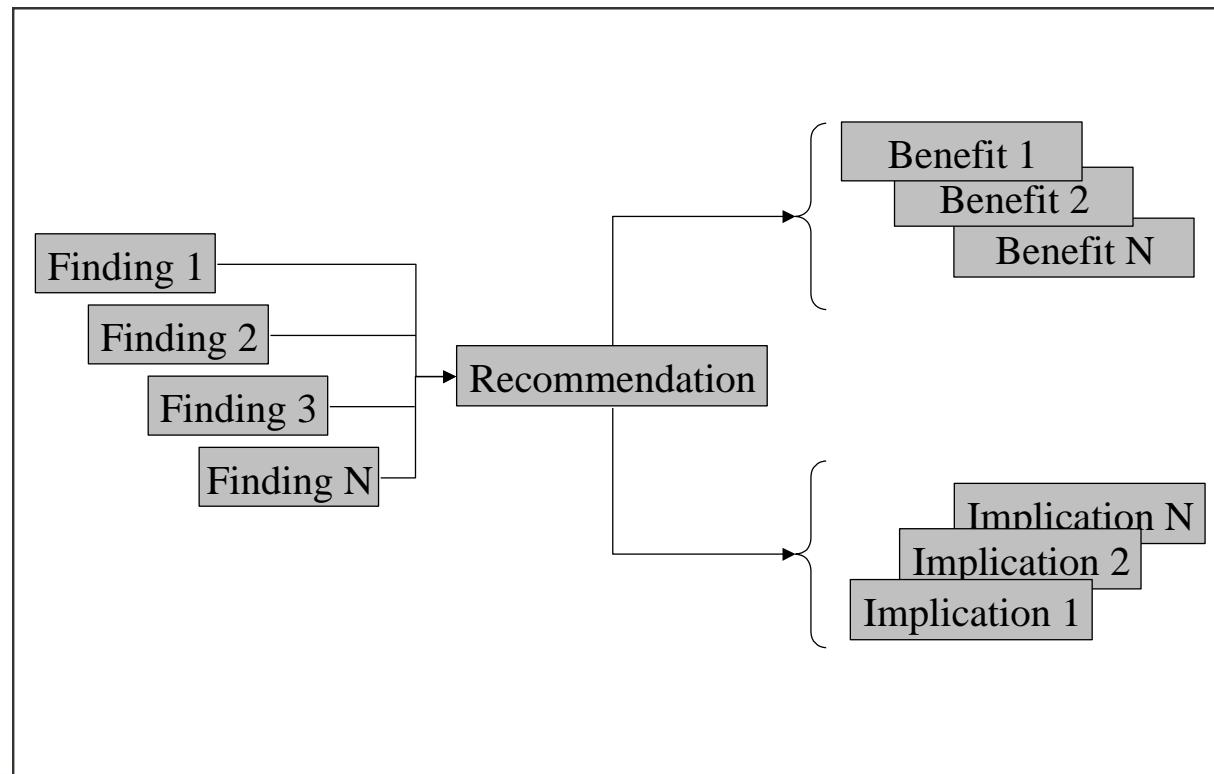 Finding 1
Finding 2
Finding 3
Finding N
Recommendation
Benefit 1
Benefit 2
Benefit N
Implication N
Implication 2
Implication 1